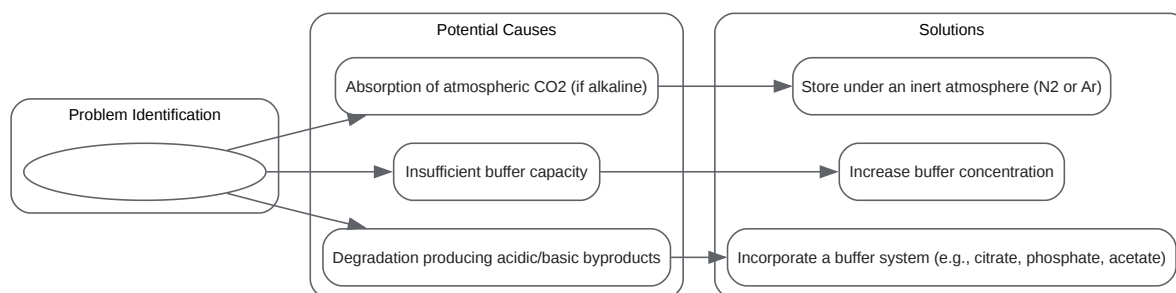 Potential Causes
Solutions
Absorption of atmospheric CO2 (if alkaline)
Store under an inert atmosphere (N2 or Ar)
Problem Identification
Insufficient buffer capacity
Increase buffer concentration
Degradation producing acidic/basic byproducts
Incorporate a buffer system (e.g., citrate, phosphate, acetate)